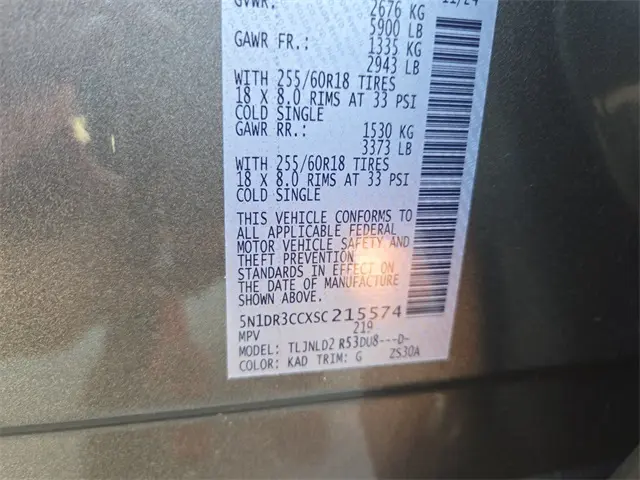 GVWR: 11/24
2676 KG
5900 LB
GAWR FR.: 1335 KG
2943 LB
WITH 255/60R18 TIRES
18 X 8.0 RIMS AT 33 PSI
COLD SINGLE
GAWR RR.: 1530 KG
3373 LB
WITH 255/60R18 TIRES
18 X 8.0 RIMS AT 33 PSI
COLD SINGLE
THIS VEHICLE CONFORMS TO
ALL APPLICABLE FEDERAL
MOTOR VEHICLE SAFETY AND
THEFT PREVENTION
STANDARDS IN EFFECT ON
THE DATE OF MANUFACTURE
SHOWN ABOVE.
5N1DR3CCXSC215574
MPV 219
MODEL: TLJNLD2 R53DU8---D-
COLOR: KAD TRIM: G ZS30A